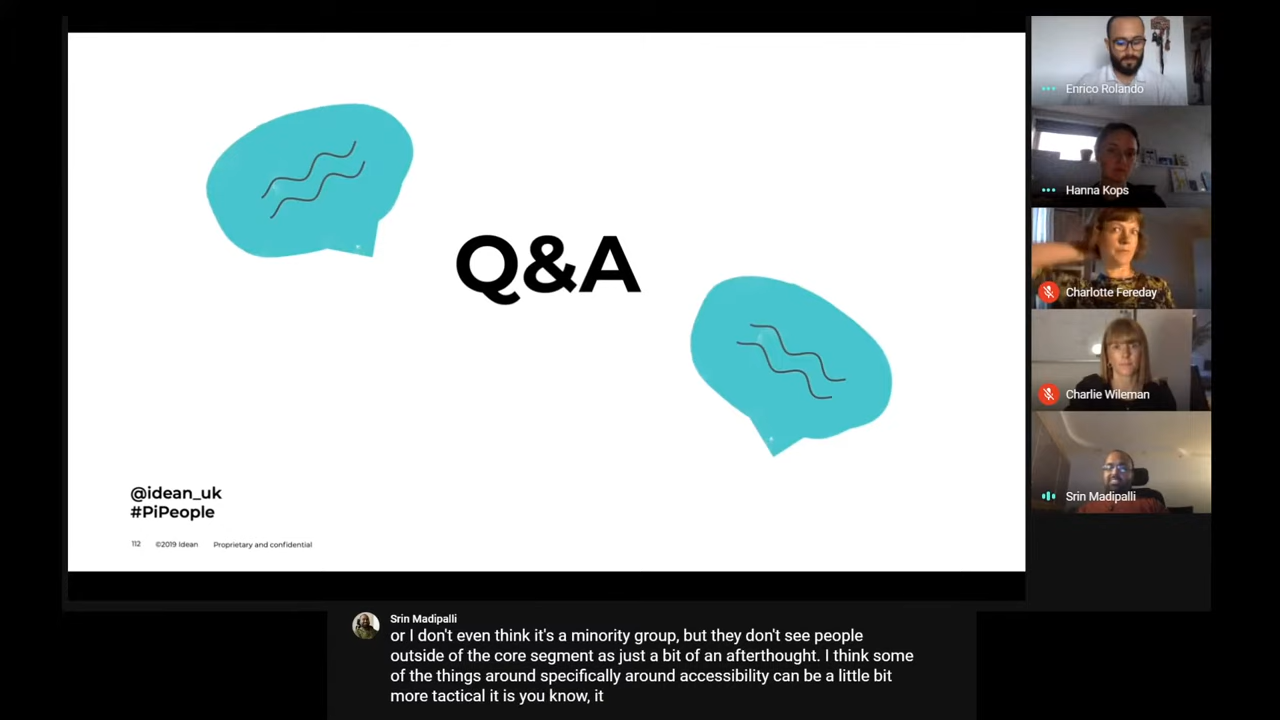 Q&A
@idean_uk
#PiPeople
112 ©2019 Idean Proprietary and confidential
Enrico Rolando
Hanna Kops
Charlotte Fereday
Charlie Wileman
Srin Madipalli
Srin Madipalli
or I don't even think it's a minority group, but they don't see people
outside of the core segment as just a bit of an afterthought. I think some
of the things around specifically around accessibility can be a little bit
more tactical it is you know, it